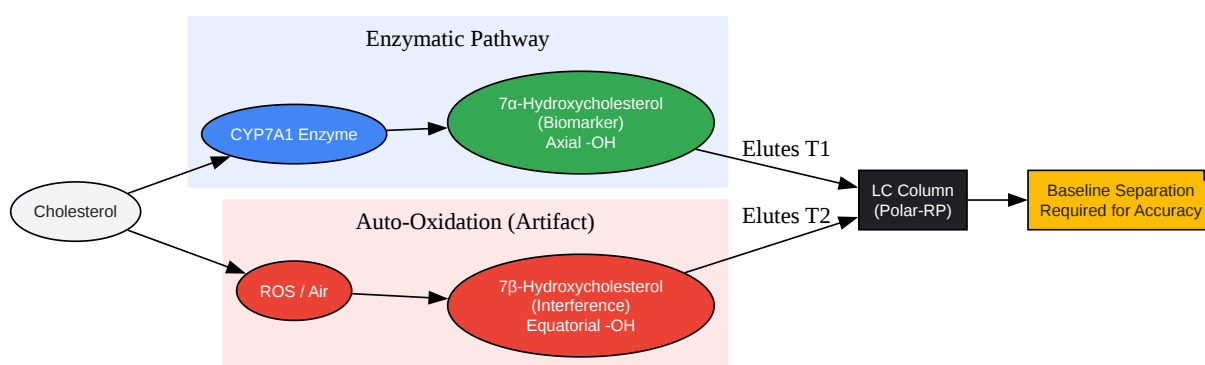 Enzymatic Pathway
CYP7A1 Enzyme
7α-Hydroxycholesterol
(Biomarker)
Axial -OH
Cholesterol
Auto-Oxidation (Artifact)
ROS / Air
7β-Hydroxycholesterol
(Interference)
Equatorial -OH
Elutes T1
Elutes T2
LC Column
(Polar-RP)
Baseline Separation
Required for Accuracy